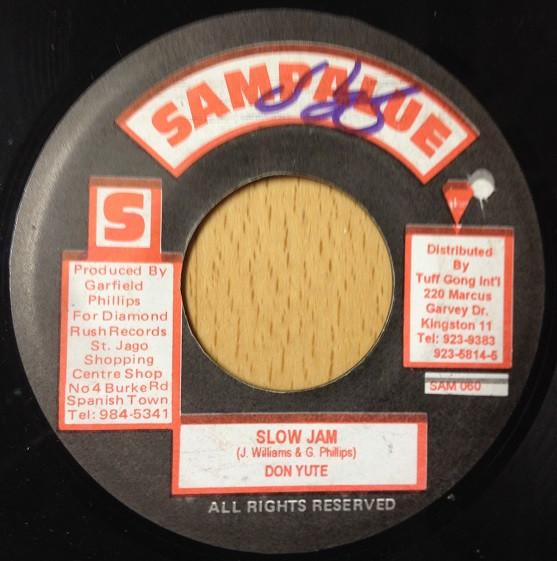 SAMPALUE
S
Produced By
Garfield
Phillips
For Diamond
Rush Records
St. Jago
Shopping
Centre Shop
No 4 Burke Rd
Spanish Town
Tel: 984-5341
Distributed
By
Tuff Gong Int'l
220 Marcus
Garvey Dr.
Kingston 11
Tel: 923-9383
923-5814-5
SAM 060
SLOW JAM
(J. Williams & G. Phillips)
DON YUTE
ALL RIGHTS RESERVED